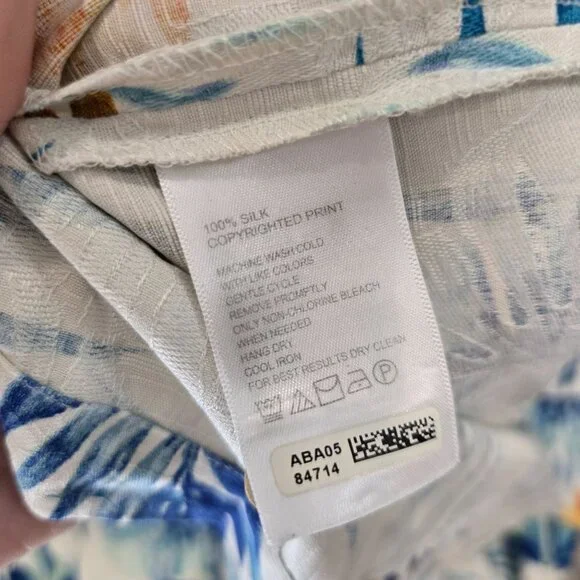 100% SILK
COPYRIGHTED PRINT
MACHINE WASH COLD
WITH LIKE COLORS
GENTLE CYCLE
REMOVE PROMPTLY
ONLY NON-CHLORINE BLEACH
WHEN NEEDED
HANG DRY
COOL IRON
FOR BEST RESULTS DRY CLEAN
P
ABA05
84714